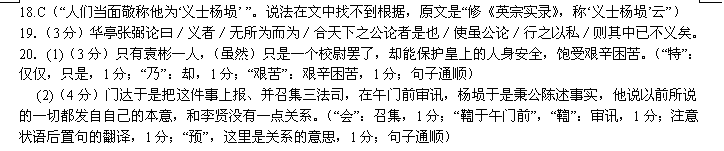 18.C（“人们当面敬称他为‘义士杨埙’”。说法在文中找不到根据，原文是“修《英宗实录》，称‘义士杨埙’云”）
19.（3分）华亭张弼论曰／义者／无所为而为／合天下之公论者是也／使虽公论／行之以私／则其中已不义矣。
20.（1）（3分）只有袁彬一人，（虽然）只是一个校尉罢了，却能保护皇上的人身安全，饱受艰辛困苦。（“特”：
仅仅，只是，1分；“乃”：却，1分；“艰苦”：艰辛困苦，1分；句子通顺）
（2）（4分）门达于是把这件事上报、并召集三法司，在午门前审讯，杨埙于是秉公陈述事实，他说以前所说
的一切都发自自己的本意，和李贤没有一点关系。（“会”：召集，1分；“鞫于午门前”，“鞫”：审讯，1分；注意
状语后置句的翻译，1分；“预”，这里是关系的意思，1分；句子通顺）